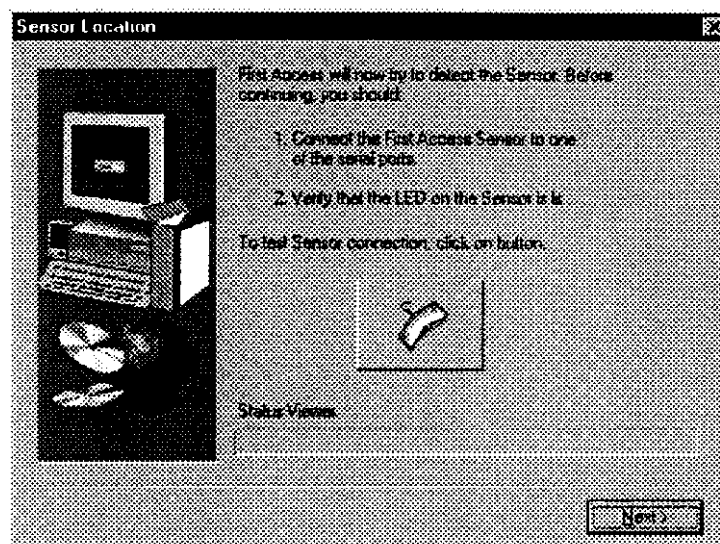 Sensor Location
First Access will now try to detect the Sensor. Before
continuing, you should:
1. Connect the First Access Sensor to one
of the serial ports.
2. Verify that the LED on the Sensor is lit.
To test Sensor connection, click on button.
Status Viewer:
Next >